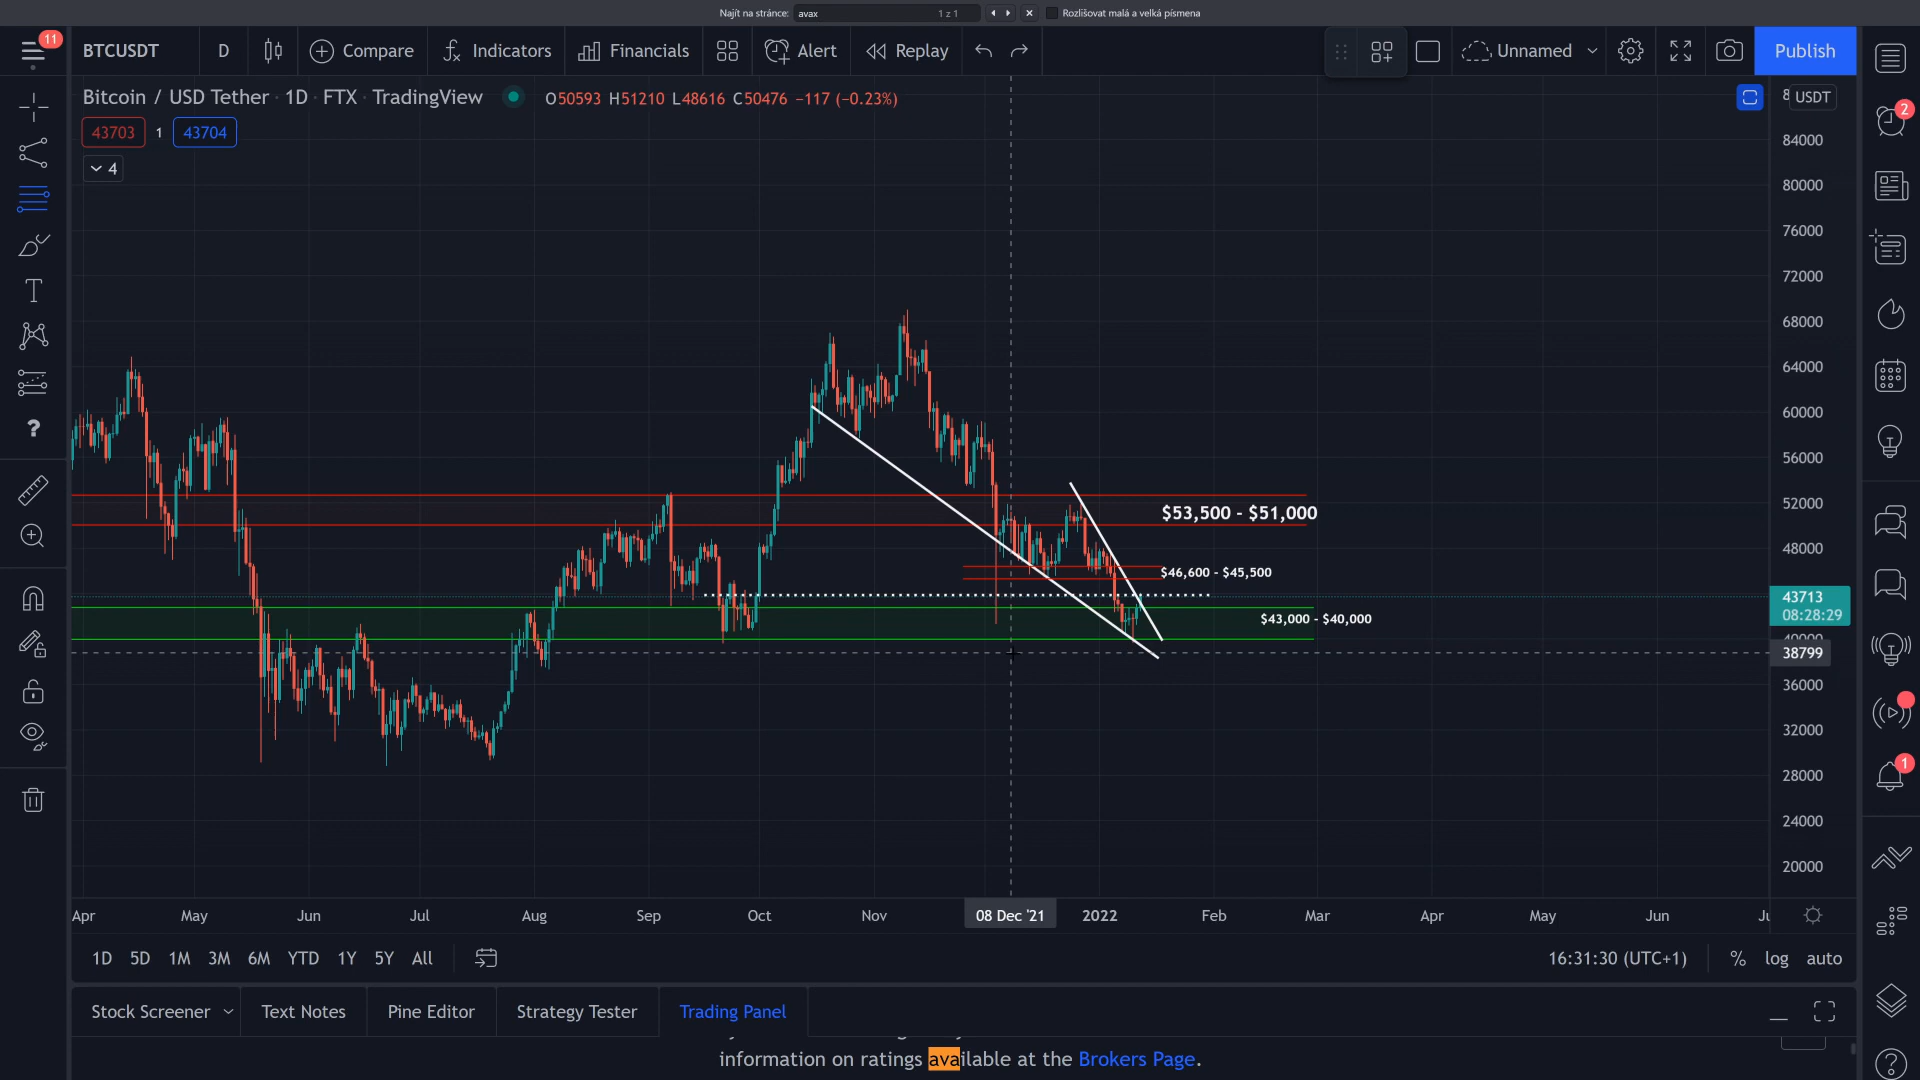 Najít na stránce: avax 1 z 1 Rozlišovat malá a velká písmena
11 BTCUSDT D Compare Indicators Financials Alert Replay Unnamed Publish
Bitcoin / USD Tether · 1D · FTX · TradingView O50593 H51210 L48616 C50476 −117 (−0.23%)
USDT
43703 1 43704
4
2
84000
80000
76000
72000
68000
64000
60000
56000
52000
$53,500 - $51,000
48000
$46,600 - $45,500
43713
08:28:29
$43,000 - $40,000
40000
38799
36000
32000
28000
1
24000
20000
Apr May Jun Jul Aug Sep Oct Nov 08 Dec '21 2022 Feb Mar Apr May Jun
1D 5D 1M 3M 6M YTD 1Y 5Y All 16:31:30 (UTC+1) % log auto
Stock Screener Text Notes Pine Editor Strategy Tester Trading Panel
information on ratings available at the Brokers Page.